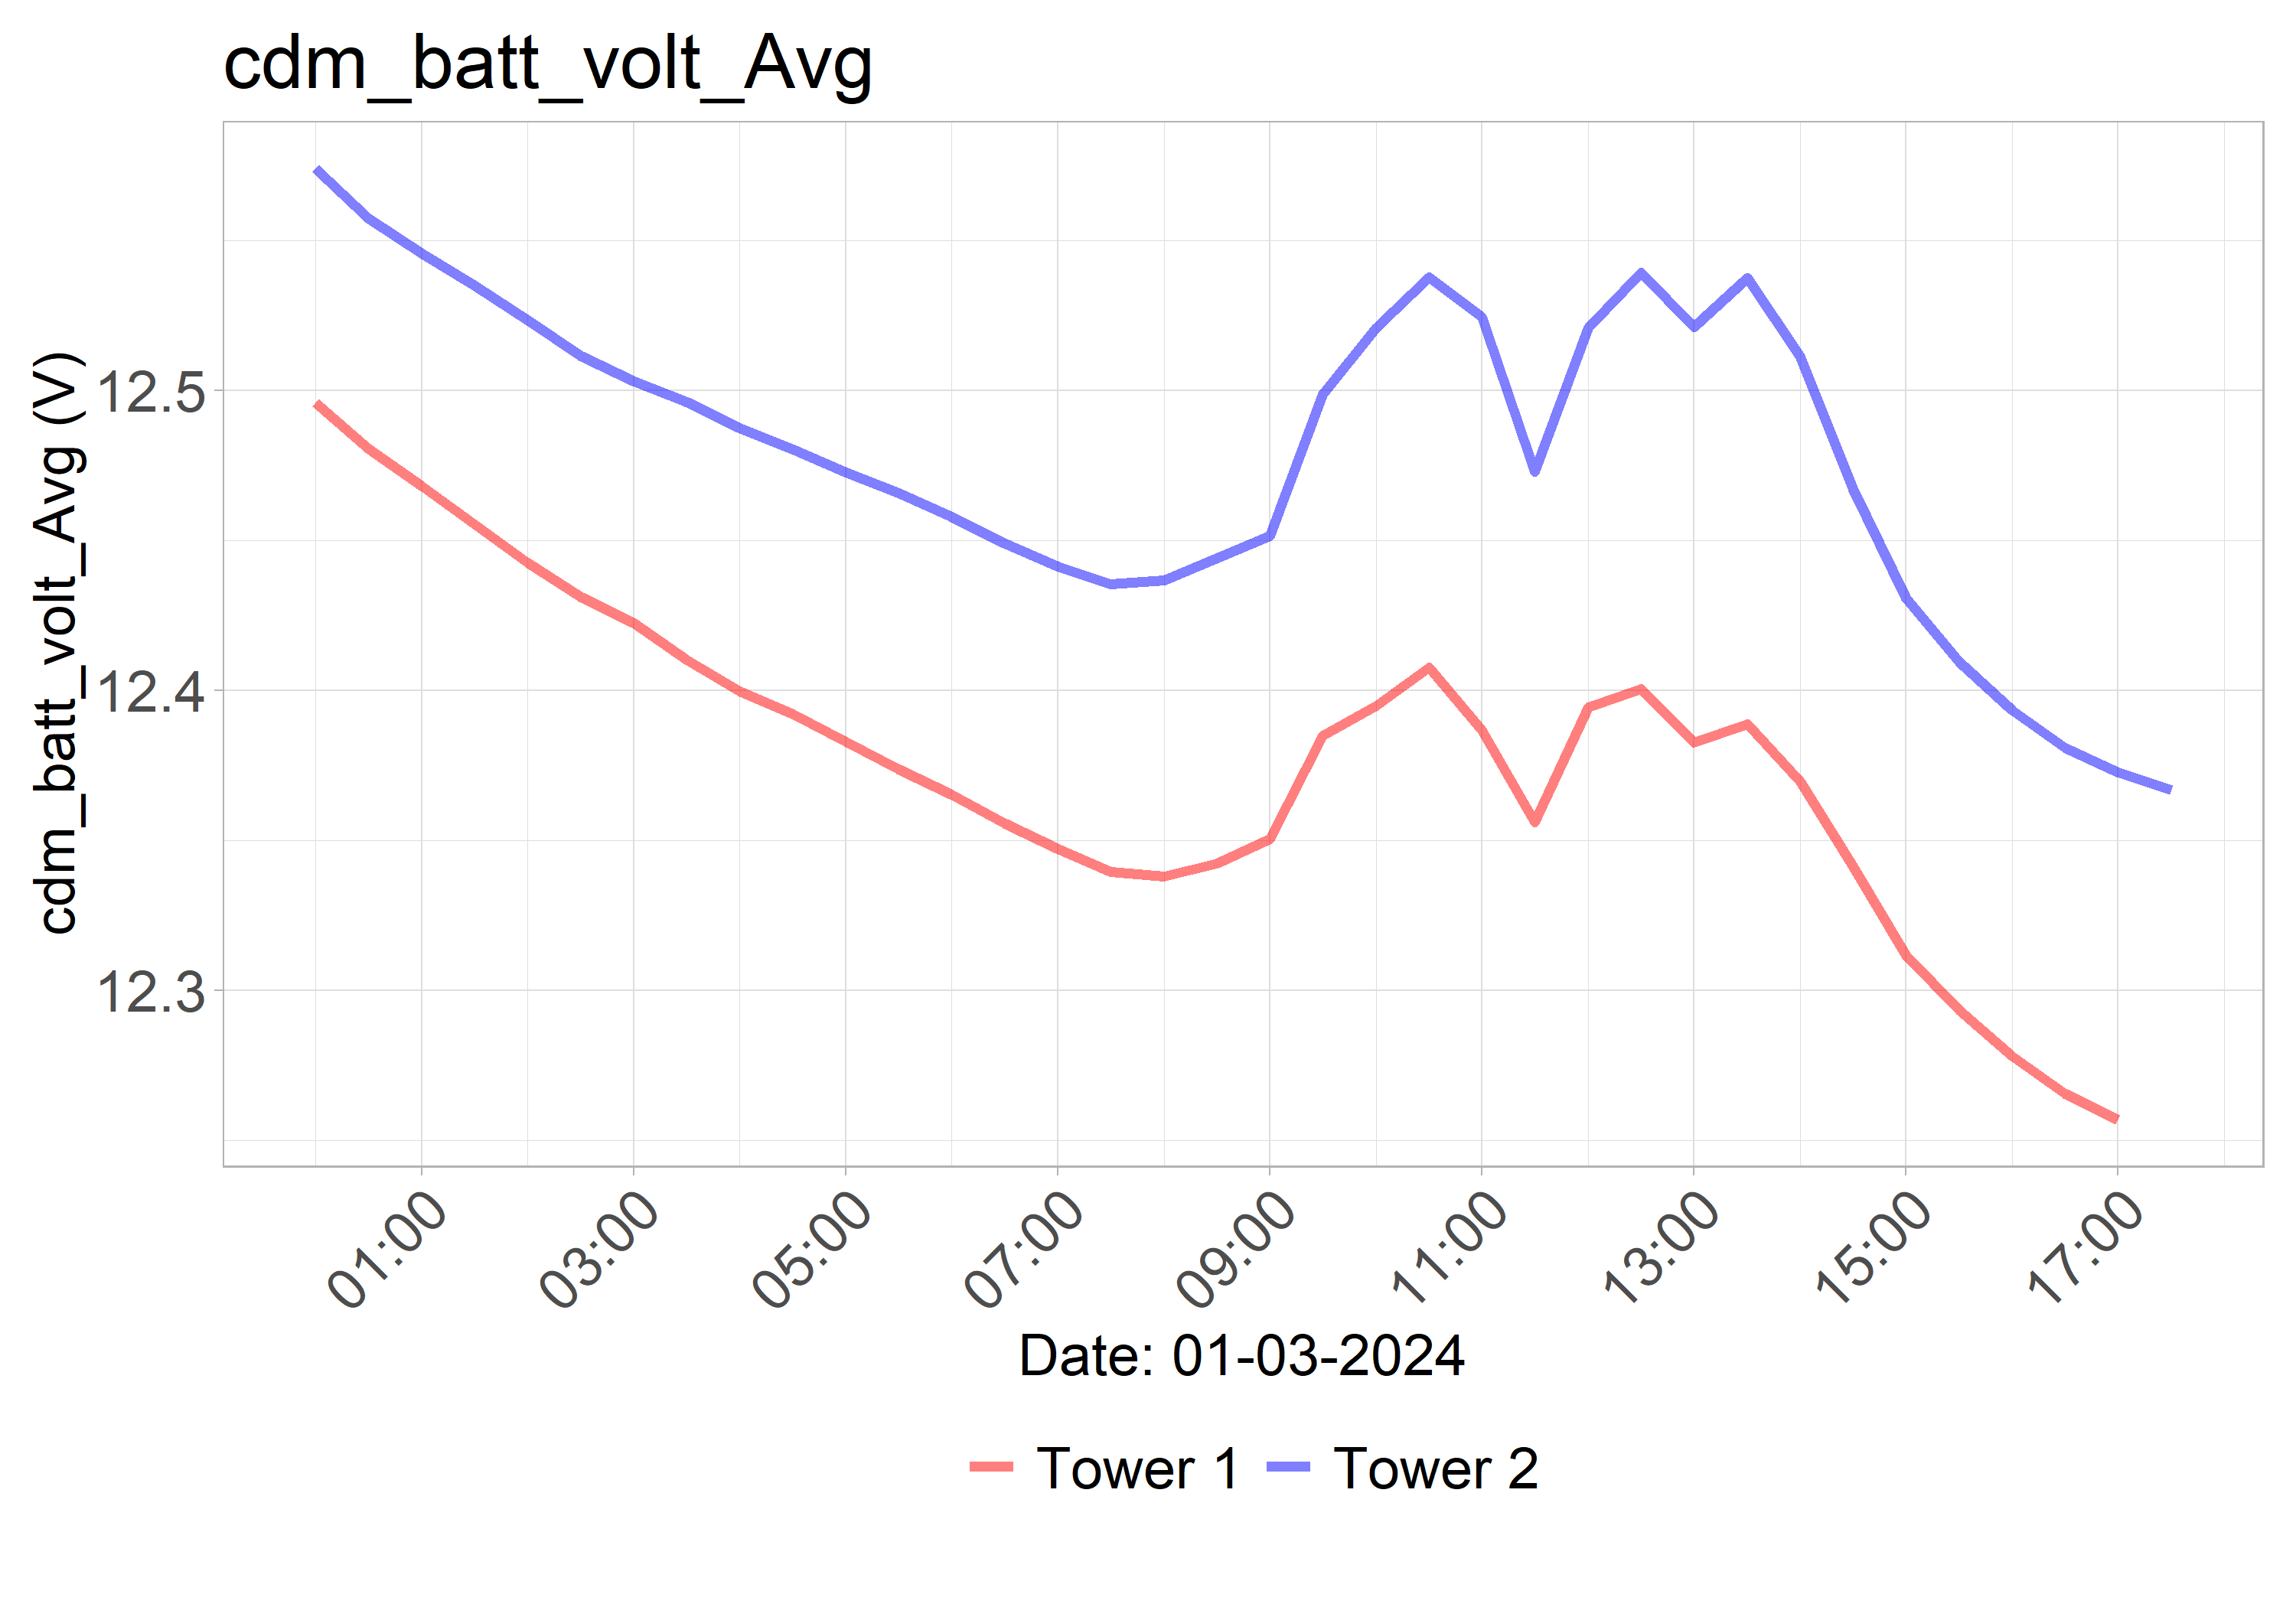 cdm_batt_volt_Avg
cdm_batt_volt_Avg (V)
12.5
12.4
12.3
01:00
03:00
05:00
07:00
09:00
11:00
13:00
15:00
17:00
Date: 01-03-2024
Tower 1
Tower 2